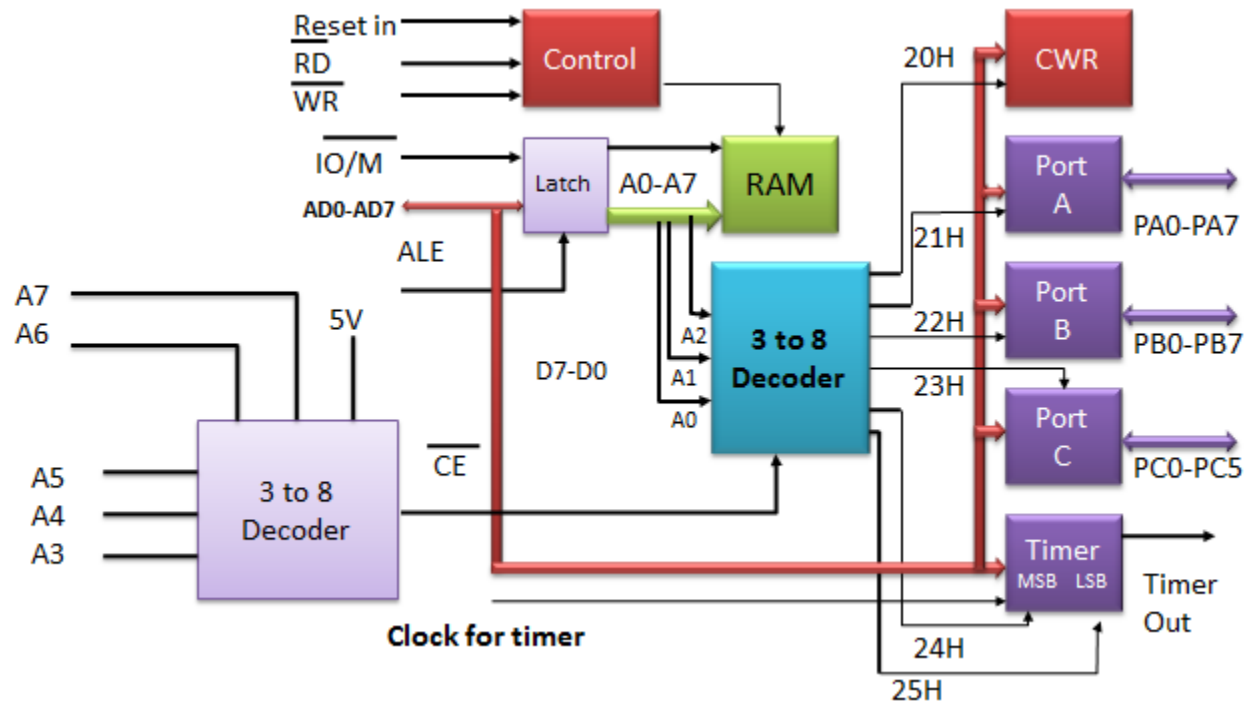 Reset in
RD
WR
Control
20H
CWR
IO/M
Latch
A0-A7
RAM
Port
A
AD0-AD7
PA0-PA7
21H
ALE
A7
A6
5V
D7-D0
A2
A1
A0
3 to 8
Decoder
22H
Port
B
PB0-PB7
23H
Port
C
PC0-PC5
CE
A5
A4
A3
3 to 8
Decoder
Timer
MSB LSB
Timer
Out
Clock for timer
24H
25H